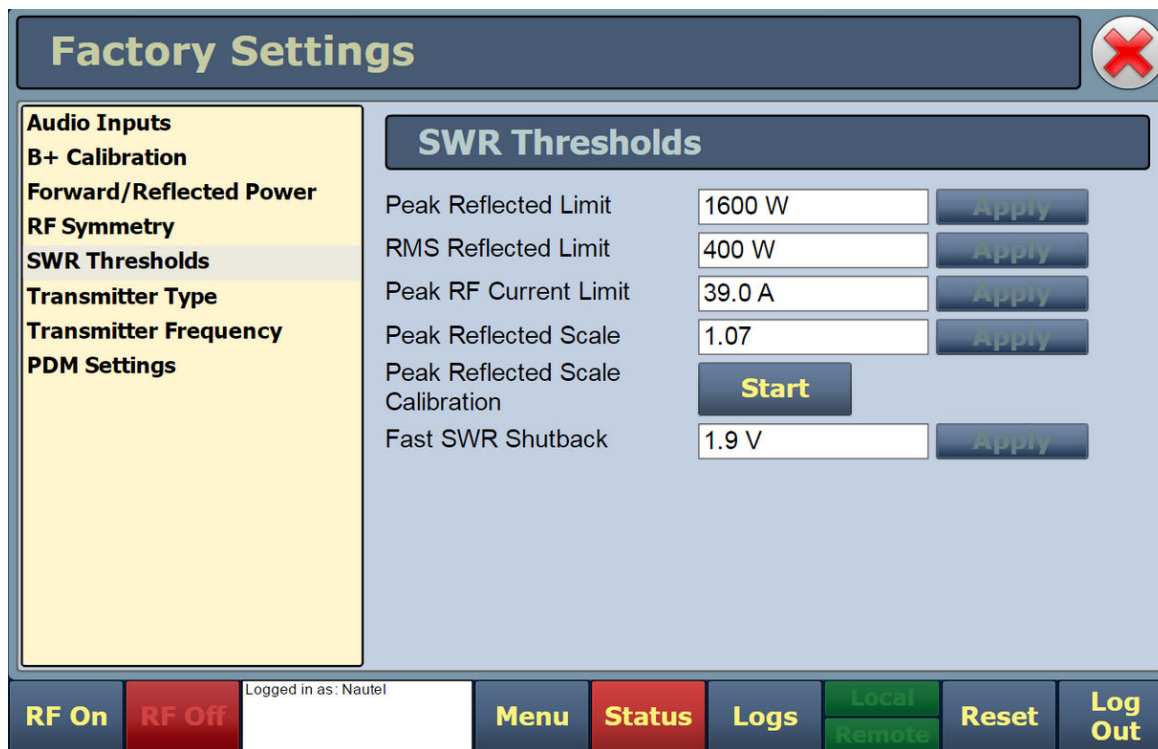 Factory Settings
Audio Inputs
B+ Calibration
Forward/Reflected Power
RF Symmetry
SWR Thresholds
Transmitter Type
Transmitter Frequency
PDM Settings
SWR Thresholds
Peak Reflected Limit 1600 W Apply
RMS Reflected Limit 400 W Apply
Peak RF Current Limit 39.0 A Apply
Peak Reflected Scale 1.07 Apply
Peak Reflected Scale
Calibration
Start
Fast SWR Shutback 1.9 V Apply
RF On
RF Off
Logged in as: Nautel
Menu
Status
Logs
Local
Remote
Reset
Log
Out